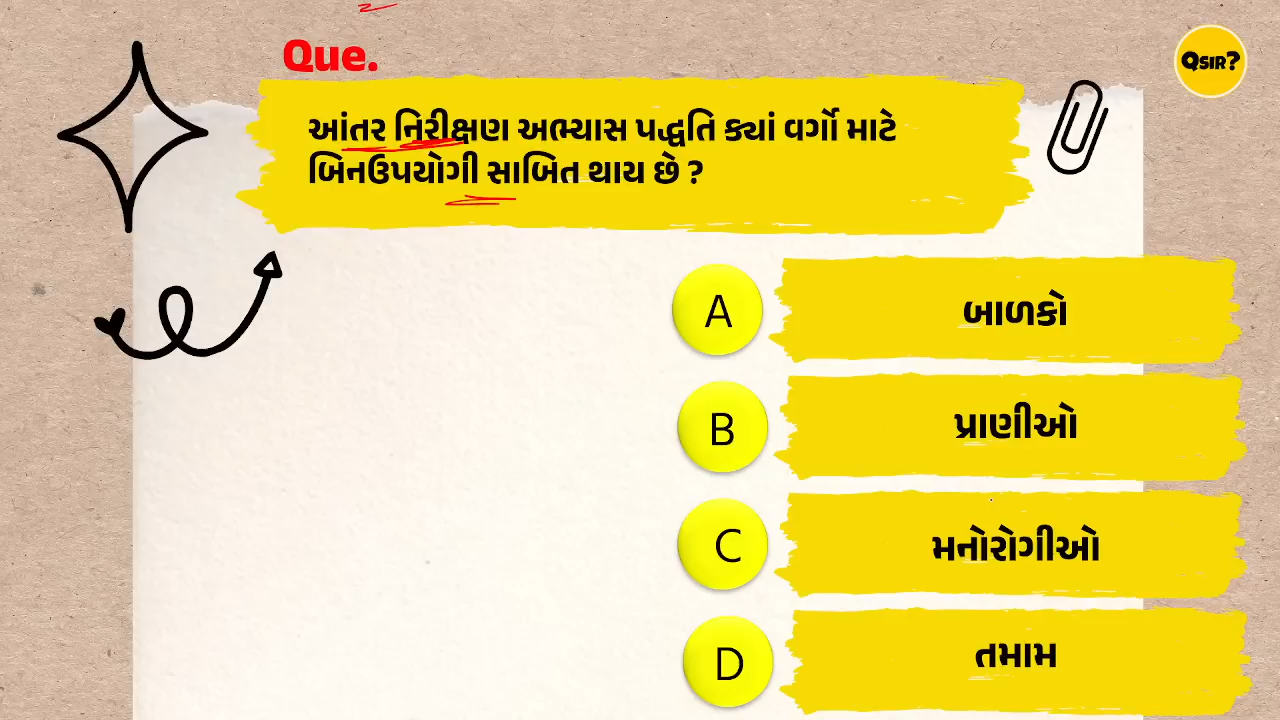 Que.
QSIR?
આંતર નિરીક્ષણ અભ્યાસ પદ્ધતિ ક્યાં વર્ગો માટે
બિનઉપયોગી સાબિત થાય છે ?
A
બાળકો
B
પ્રાણીઓ
C
મનોરોગીઓ
D
તમામ